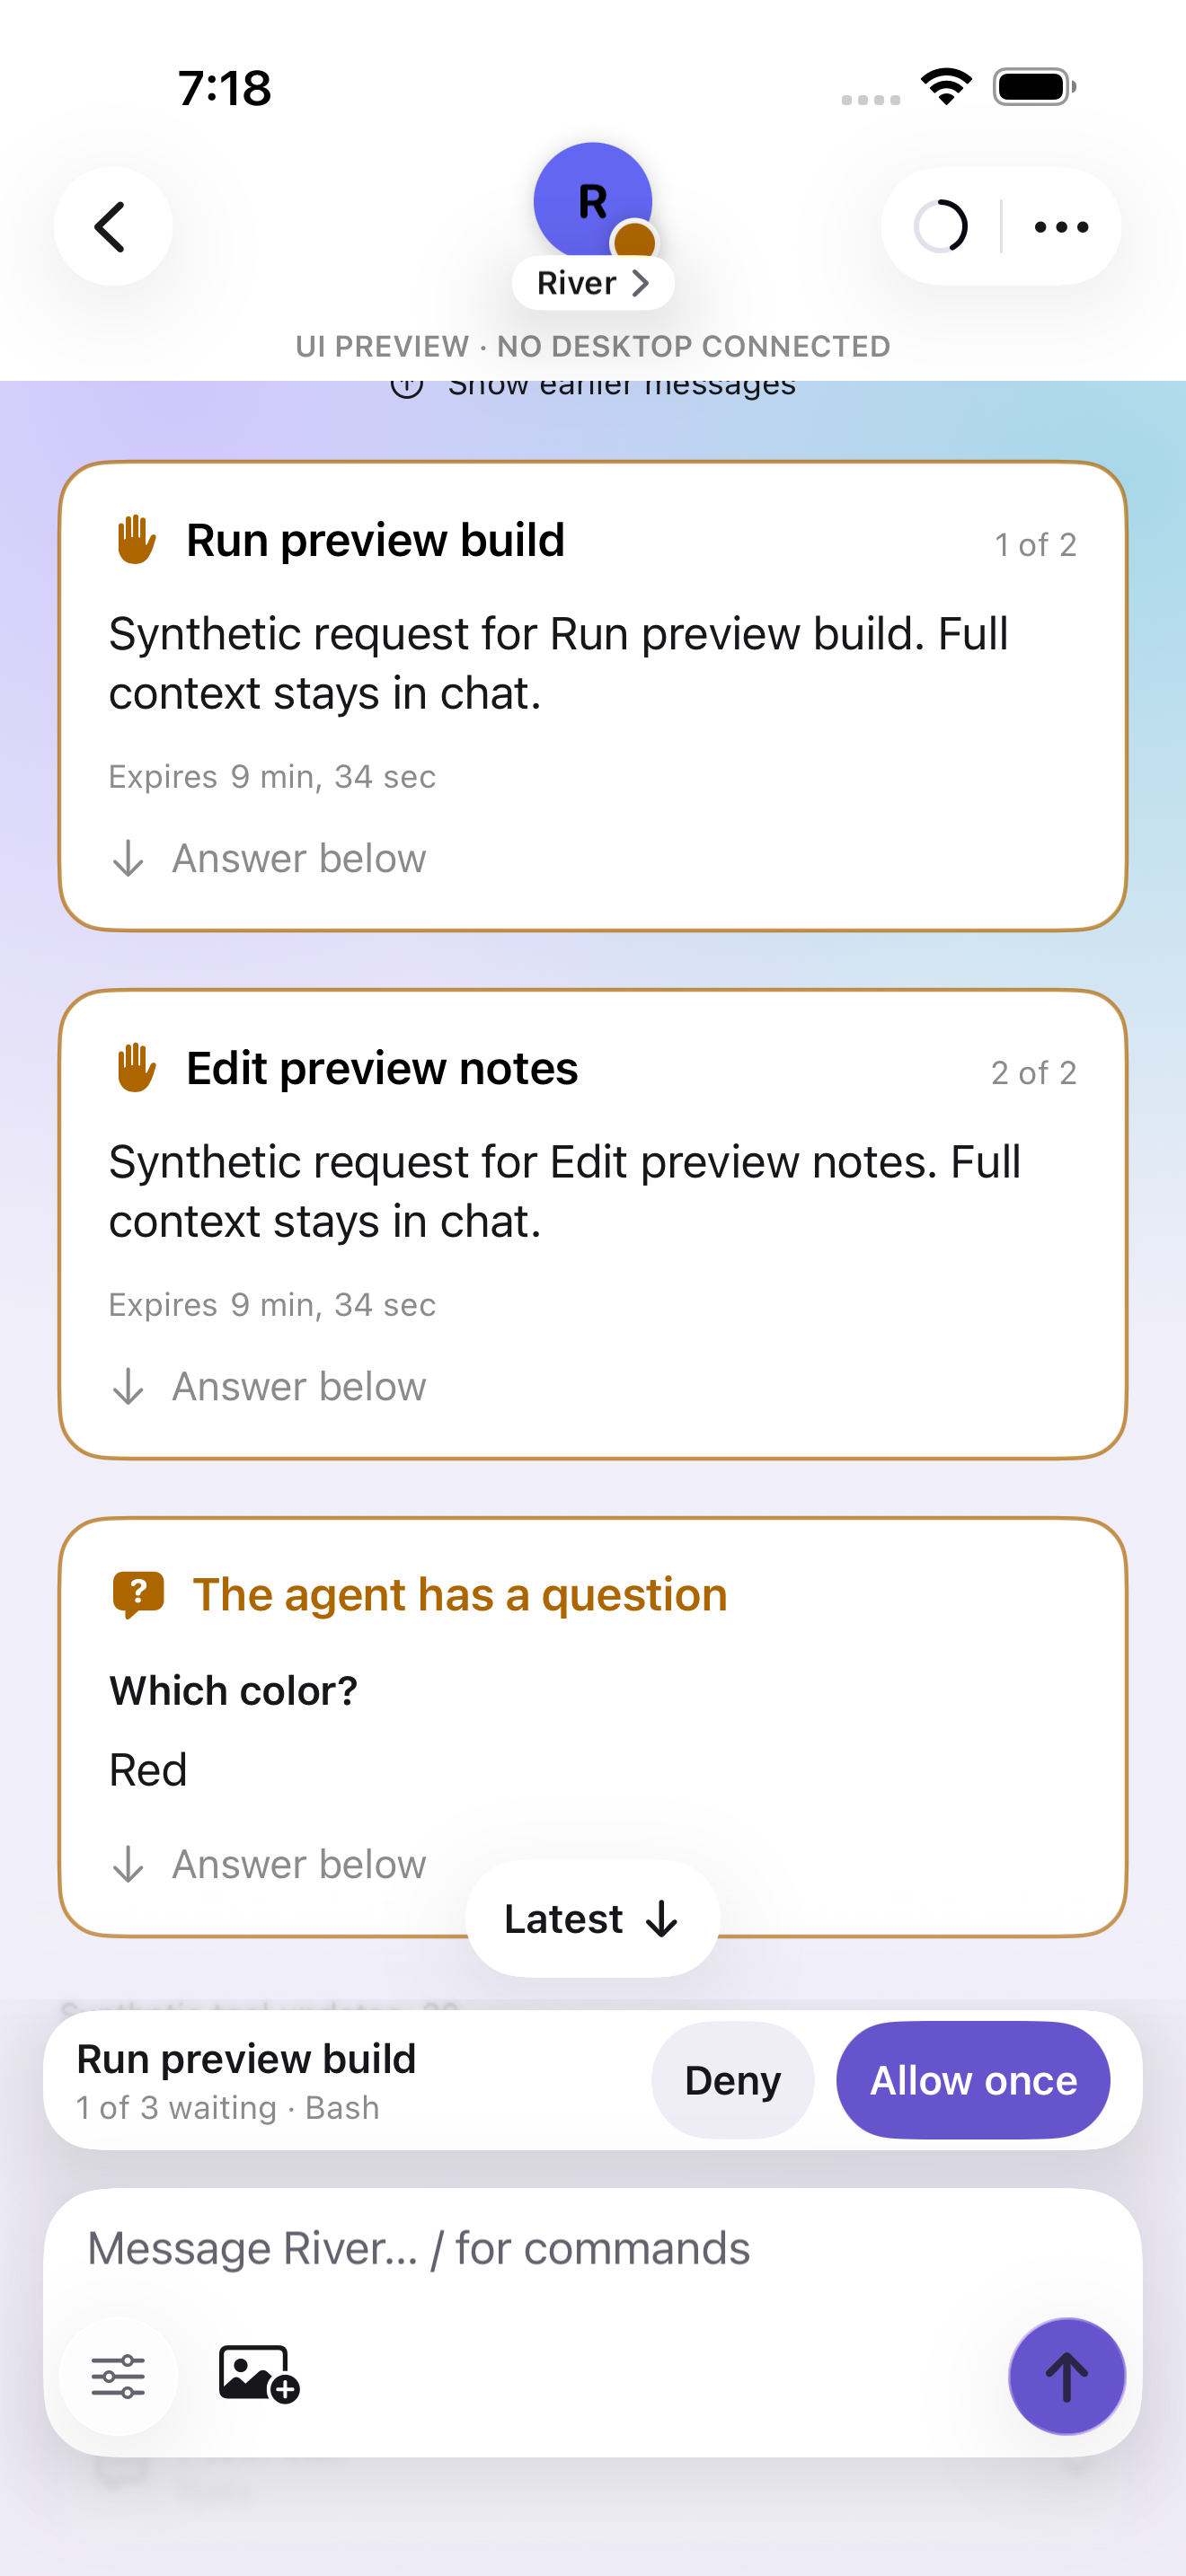 7:18
R
River
UI PREVIEW · NO DESKTOP CONNECTED
Show earlier messages
Run preview build
1 of 2
Synthetic request for Run preview build. Full
context stays in chat.
Expires 9 min, 34 sec
Answer below
Edit preview notes
2 of 2
Synthetic request for Edit preview notes. Full
context stays in chat.
Expires 9 min, 34 sec
Answer below
The agent has a question
Which color?
Red
Answer below
Latest
Run preview build
Deny
Allow once
1 of 3 waiting · Bash
Message River... / for commands